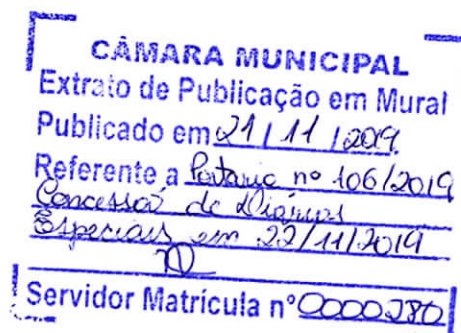 CÂMARA MUNICIPAL
Extrato de Publicação em Mural
Publicado em 21/11/2019
Referente a Portaria nº 106/2019
Concessão de Diárias
Especiais em 22/11/2019
Servidor Matrícula nº